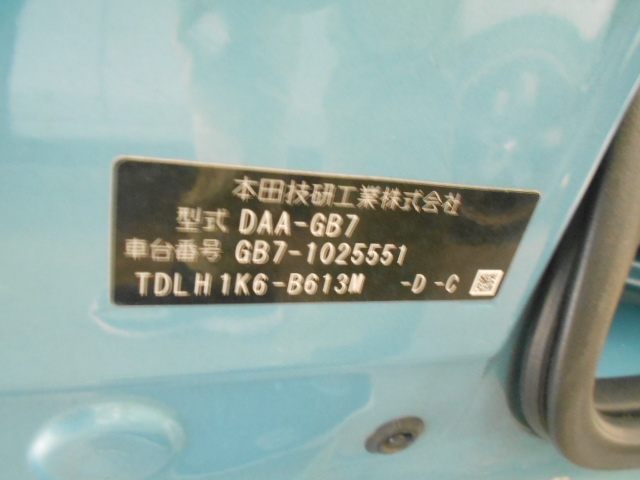 本田技研工業株式会社
型式 DAA-GB7
車台番号 GB7-1025551
TDLH1K6-B613M -D -C